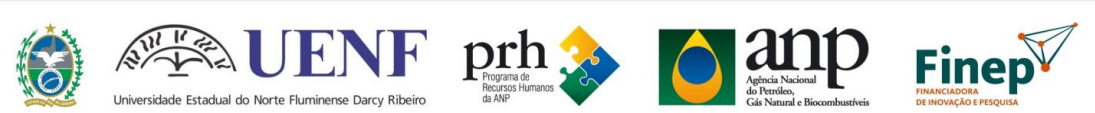 UENF
Universidade Estadual do Norte Fluminense Darcy Ribeiro
prh
Programa de
Recursos Humanos
da ANP
anp
Agência Nacional
do Petróleo,
Gás Natural e Biocombustíveis
Finep
FINANCIADORA
DE INOVAÇÃO E PESQUISA